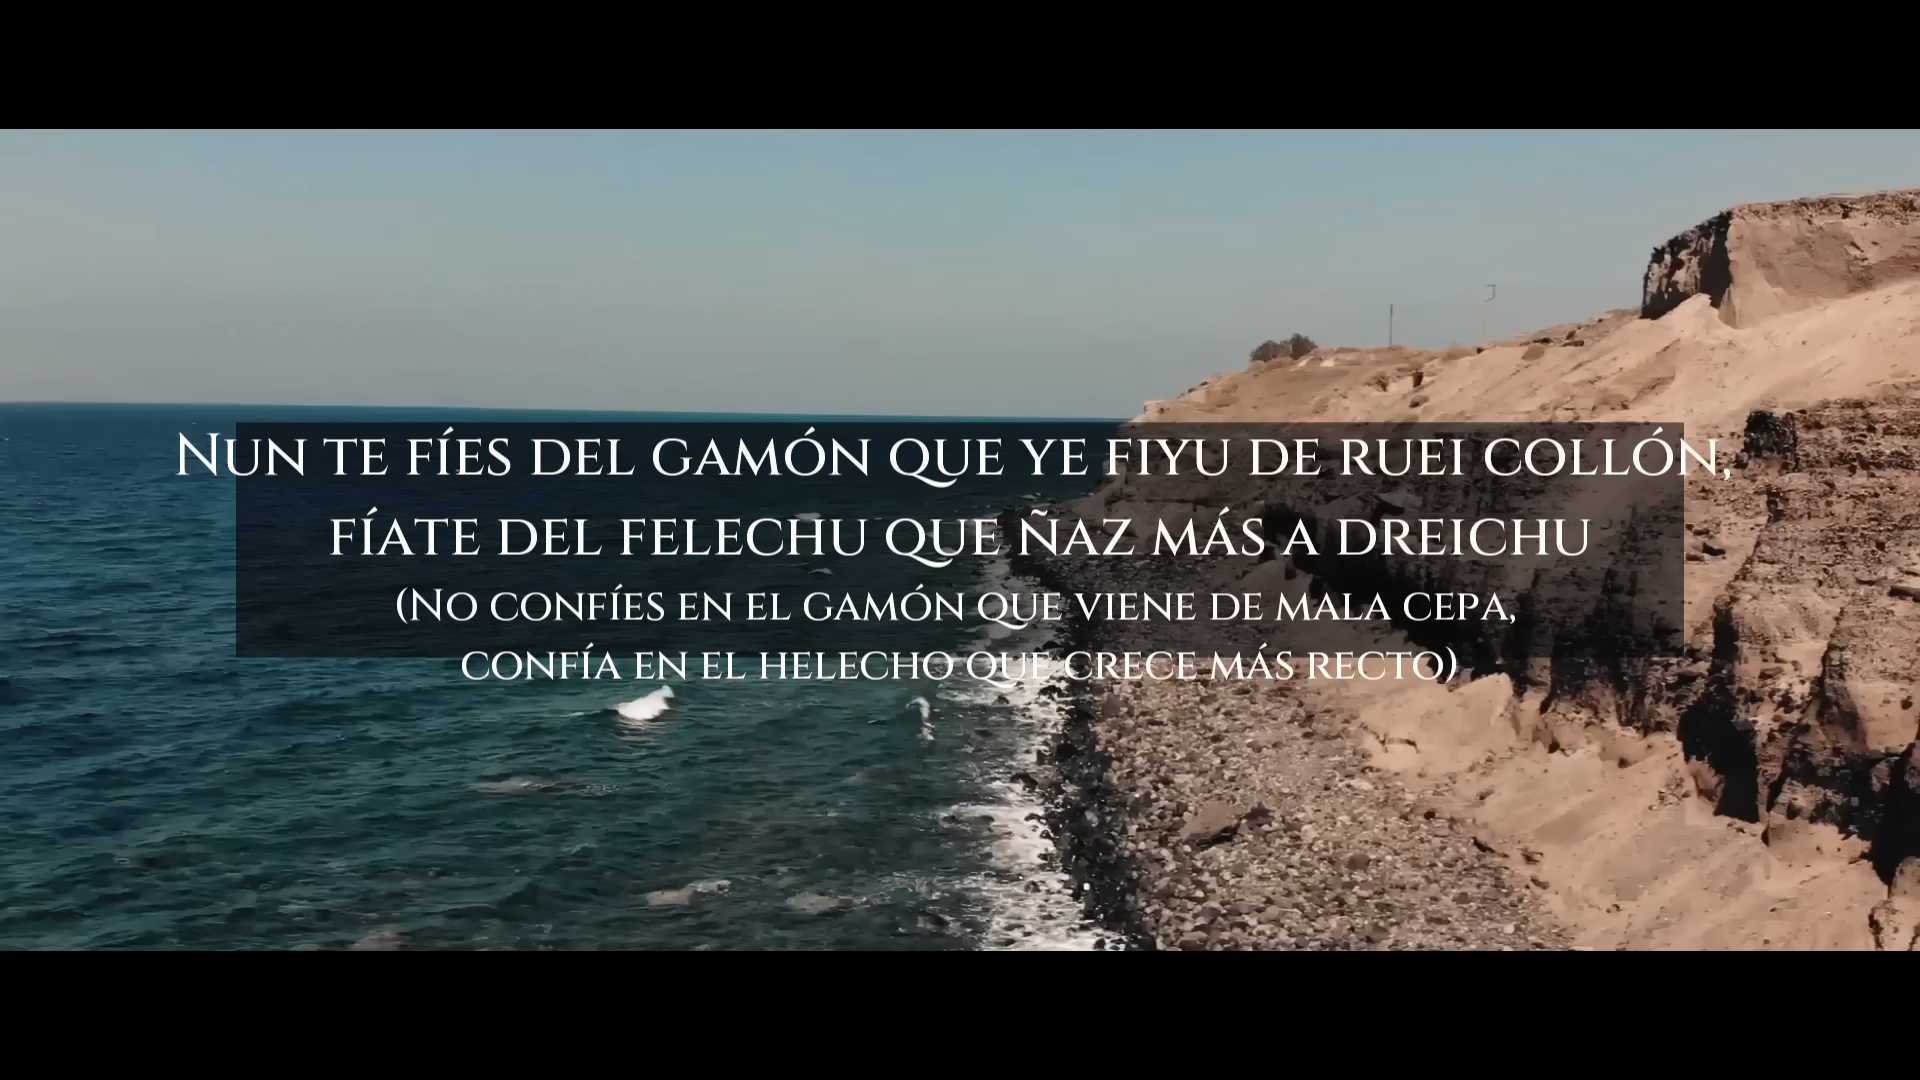 Nun te fíes del gamón que ye fiyu de ruei collón,
fíate del felechu que ñaz más a dreichu
(No confíes en el gamón que viene de mala cepa,
confía en el helecho que crece más recto)